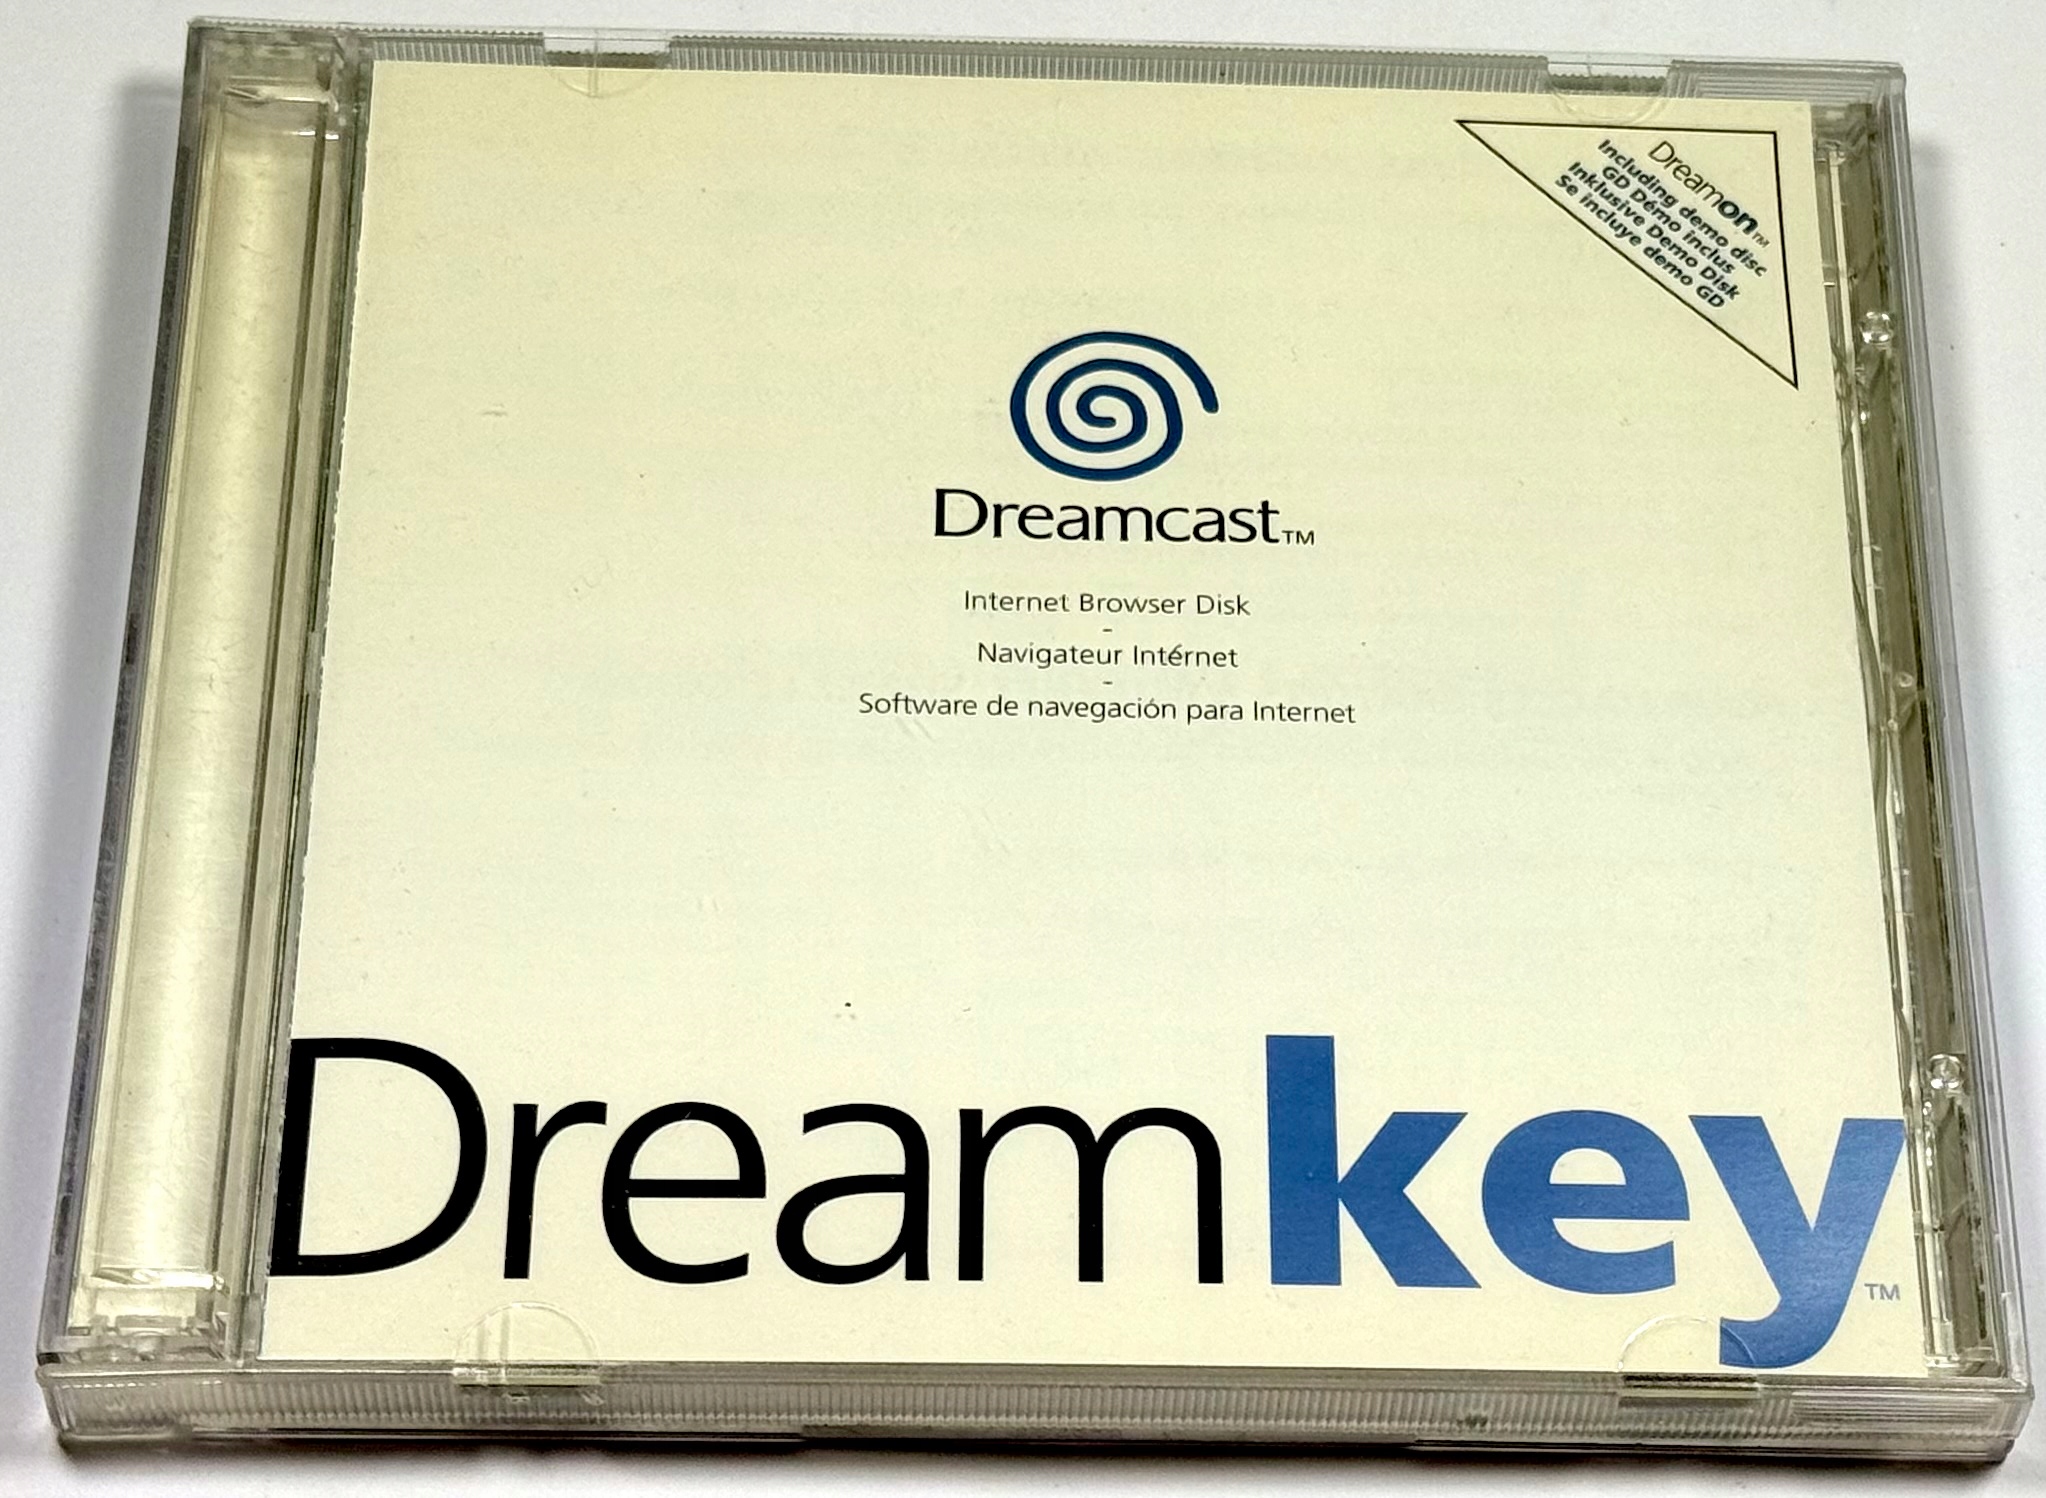 Dreamon™
Including demo disc
GD Démo inclus
Inklusive Demo Disk
Se incluye demo GD
Dreamcast™
Internet Browser Disk
-
Navigateur Intérnet
-
Software de navegación para Internet
Dreamkey™